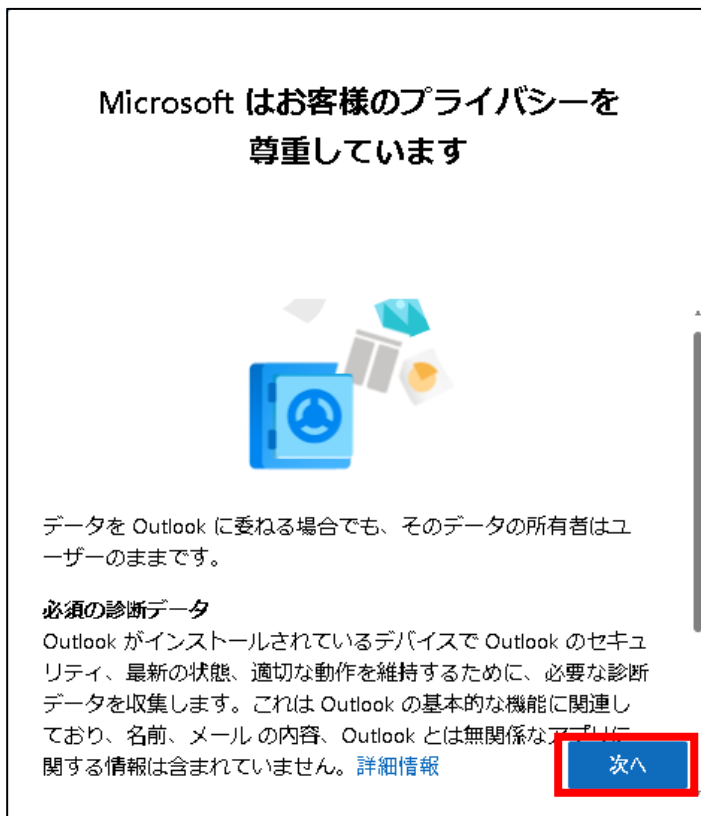 Microsoft はお客様のプライバシーを
尊重しています
データを Outlook に委ねる場合でも、そのデータの所有者はユ
ーザーのままです。
必須の診断データ
Outlook がインストールされているデバイスで Outlook のセキュ
リティ、最新の状態、適切な動作を維持するために、必要な診断
データを収集します。これは Outlook の基本的な機能に関連し
ており、名前、メール の内容、Outlook とは無関係なアプリに
関する情報は含まれていません。詳細情報
次へ